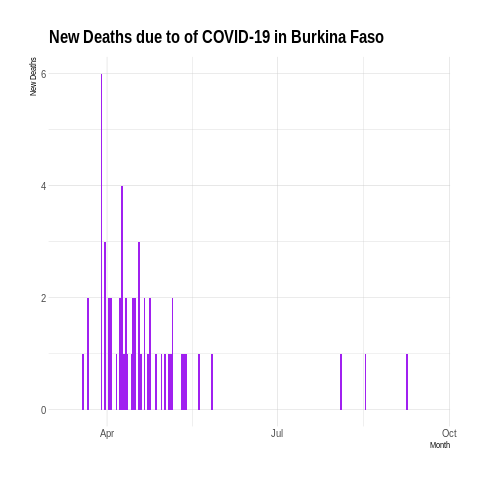 New Deaths due to of COVID-19 in Burkina Faso
New Deaths
6
4
2
0
Apr
Jul
Oct
Month